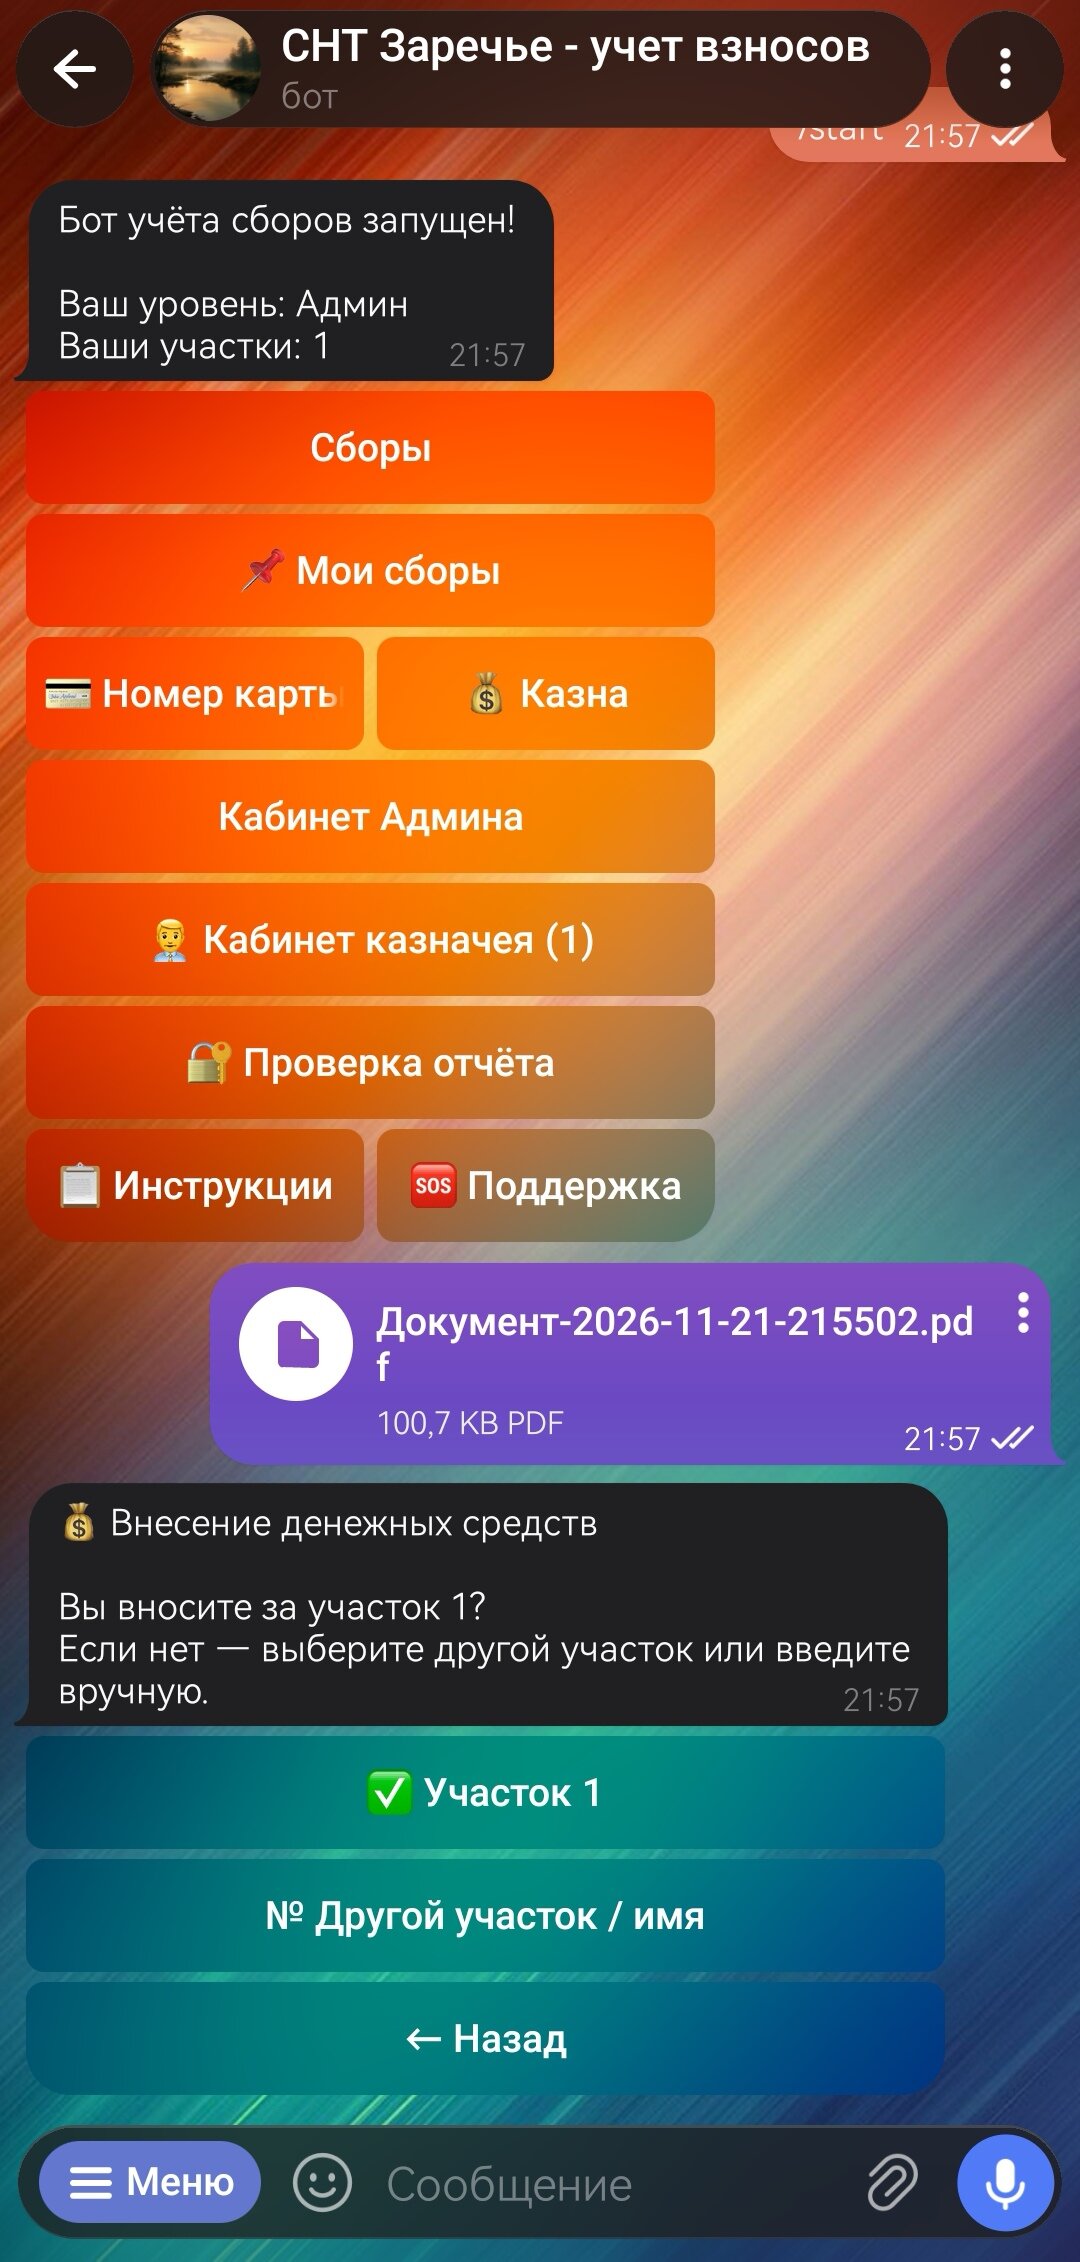 СНТ Заречье - учет взносов
бот
/start 21:57
Бот учёта сборов запущен!
Ваш уровень: Админ
Ваши участки: 1
21:57
Сборы
Мои сборы
Номер карты
Казна
Кабинет Админа
Кабинет казначея (1)
Проверка отчёта
Инструкции
SOS Поддержка
Документ-2026-11-21-215502.pd
f
100,7 KB PDF
21:57
Внесение денежных средств
Вы вносите за участок 1?
Если нет — выберите другой участок или введите
вручную.
21:57
Участок 1
№ Другой участок / имя
← Назад
Меню
Сообщение